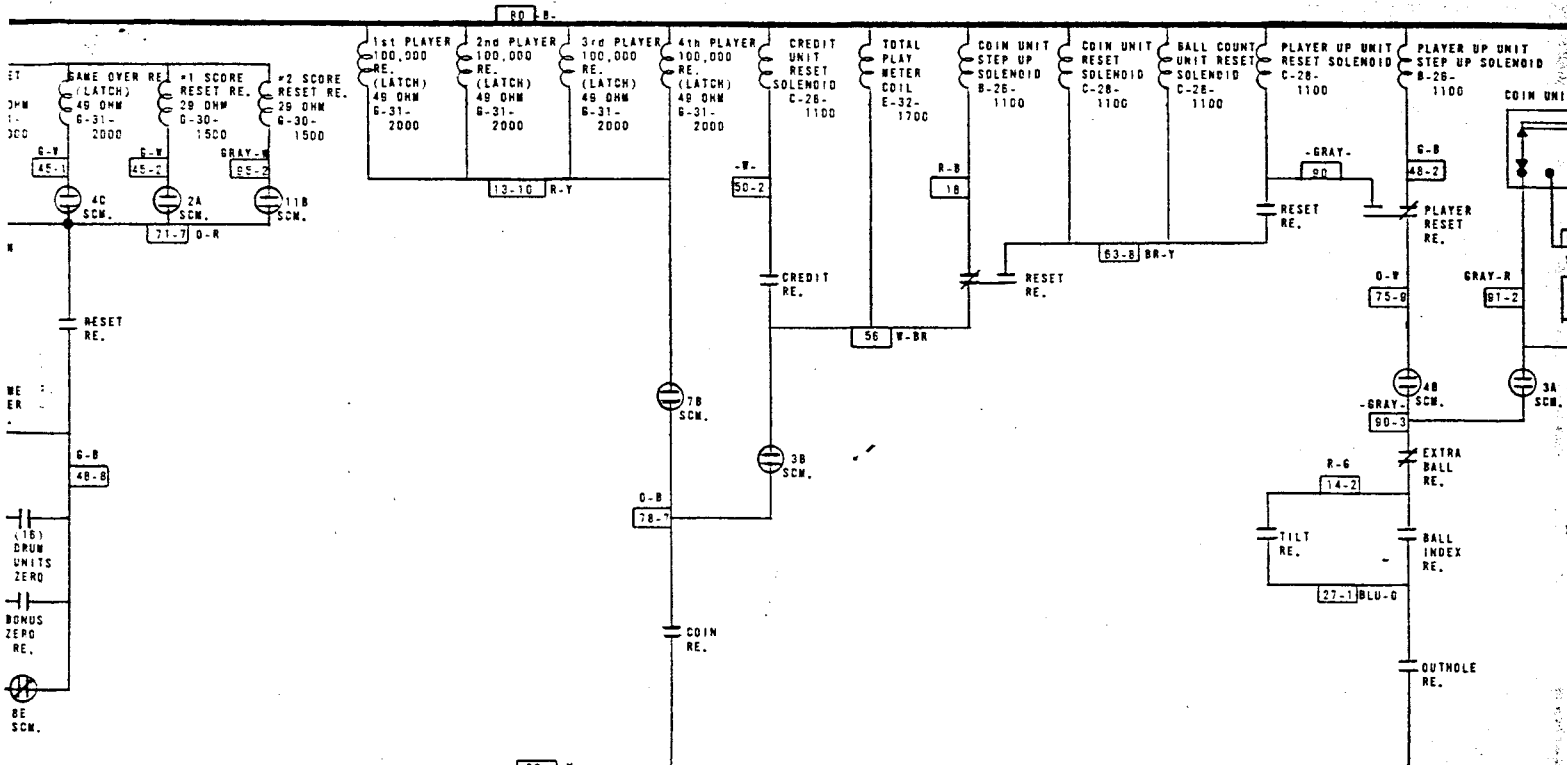 80 -B-
GAME OVER RE.
(LATCH)
49 OHM
G-31-
2000
#1 SCORE
RESET RE.
29 OHM
G-30-
1500
#2 SCORE
RESET RE.
29 OHM
G-30-
1500
1st PLAYER
100,000
RE.
(LATCH)
49 OHM
G-31-
2000
2nd PLAYER
100,000
RE.
(LATCH)
49 OHM
G-31-
2000
3rd PLAYER
100,000
RE.
(LATCH)
49 OHM
G-31-
2000
4th PLAYER
100,000
RE.
(LATCH)
49 OHM
G-31-
2000
CREDIT
UNIT
RESET
SOLENOID
C-28-
1100
TOTAL
PLAY
METER
COIL
E-32-
1700
COIN UNIT
STEP UP
SOLENOID
B-26-
1100
COIN UNIT
RESET
SOLENOID
C-28-
1100
BALL COUNT
UNIT RESET
SOLENOID
C-28-
1100
PLAYER UP UNIT
RESET SOLENOID
C-28-
1100
PLAYER UP UNIT
STEP UP SOLENOID
B-26-
1100
COIN UNI
G-W
45-1
G-W
45-2
GRAY-W
95-2
4C
SCM.
2A
SCM.
11B
SCM.
71-7 O-R
13-10 R-Y
-W-
50-2
R-B
18
-GRAY-
90
G-B
48-2
RESET
RE.
PLAYER
RESET
RE.
63-8 BR-Y
CREDIT
RE.
RESET
RE.
O-W
75-9
GRAY-R
91-2
RESET
RE.
56 W-BR
WE
ER
7B
SCM.
4B
SCM.
3A
SCM.
-GRAY-
90-3
G-B
48-8
3B
SCM.
EXTRA
BALL
RE.
R-G
14-2
O-B
78-7
(16)
DRUM
UNITS
ZERO
TILT
RE.
BALL
INDEX
RE.
27-1 BLU-O
BONUS
ZERO
RE.
COIN
RE.
OUTHOLE
RE.
8E
SCM.